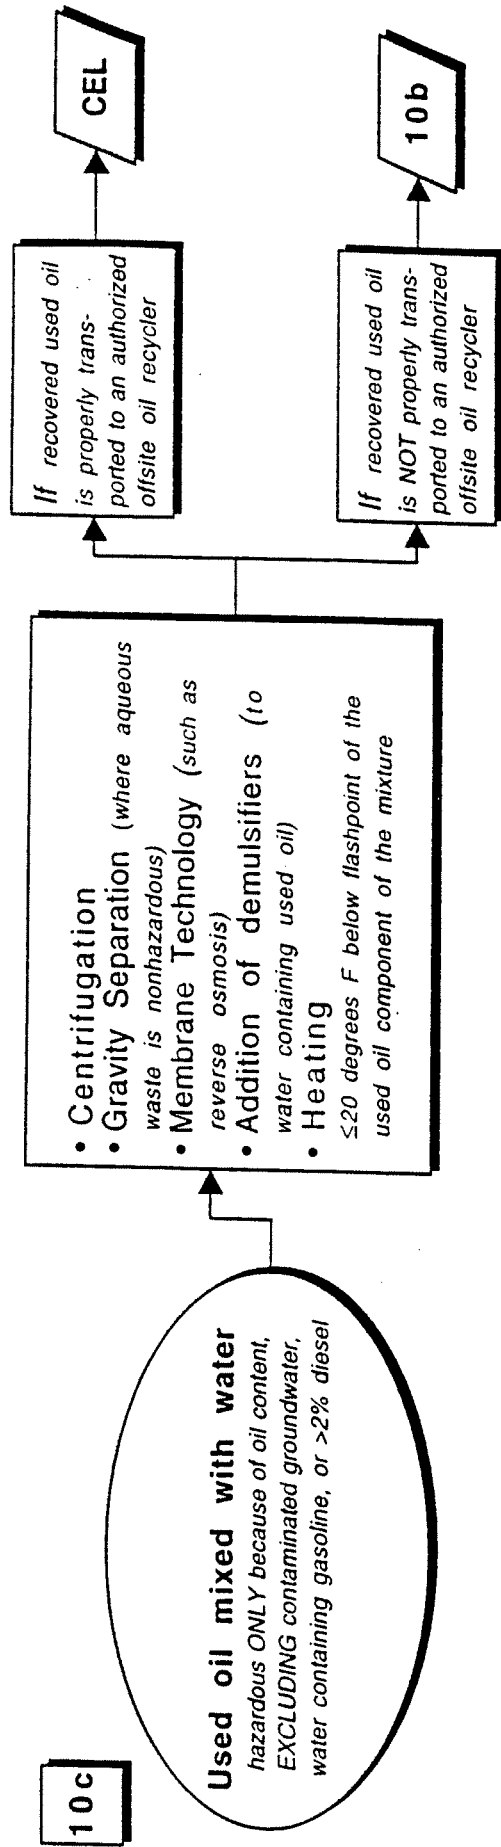 10c
Used oil mixed with water
hazardous ONLY because of oil content,
EXCLUDING contaminated groundwater,
water containing gasoline, or >2% diesel
• Centrifugation
• Gravity Separation (where aqueous
waste is nonhazardous)
• Membrane Technology (such as
reverse osmosis)
• Addition of demulsifiers (to
water containing used oil)
• Heating
≤20 degrees F below flashpoint of the
used oil component of the mixture
If recovered used oil
is properly trans-
ported to an authorized
offsite oil recycler
CEL
If recovered used oil
is NOT properly trans-
ported to an authorized
offsite oil recycler
10b